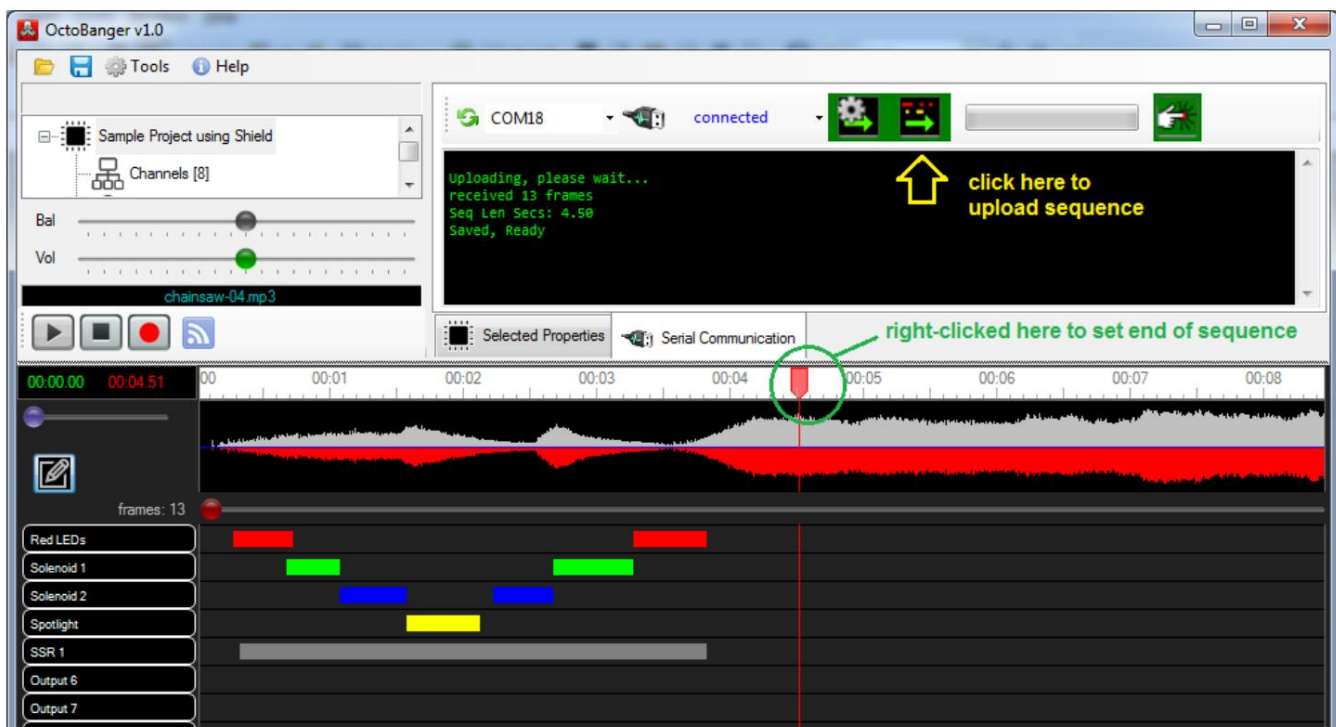 OctoBanger v1.0
Tools Help
Sample Project using Shield
Channels [8]
Bal
Vol
chainsaw-04.mp3
COM18 connected
Uploading, please wait...
received 13 frames
Seq Len Secs: 4.50
Saved, Ready
click here to
upload sequence
Selected Properties Serial Communication
right-clicked here to set end of sequence
00:00.00 00:04.51 00 00:01 00:02 00:03 00:04 00:05 00:06 00:07 00:08
frames: 13
Red LEDs
Solenoid 1
Solenoid 2
Spotlight
SSR 1
Output 6
Output 7